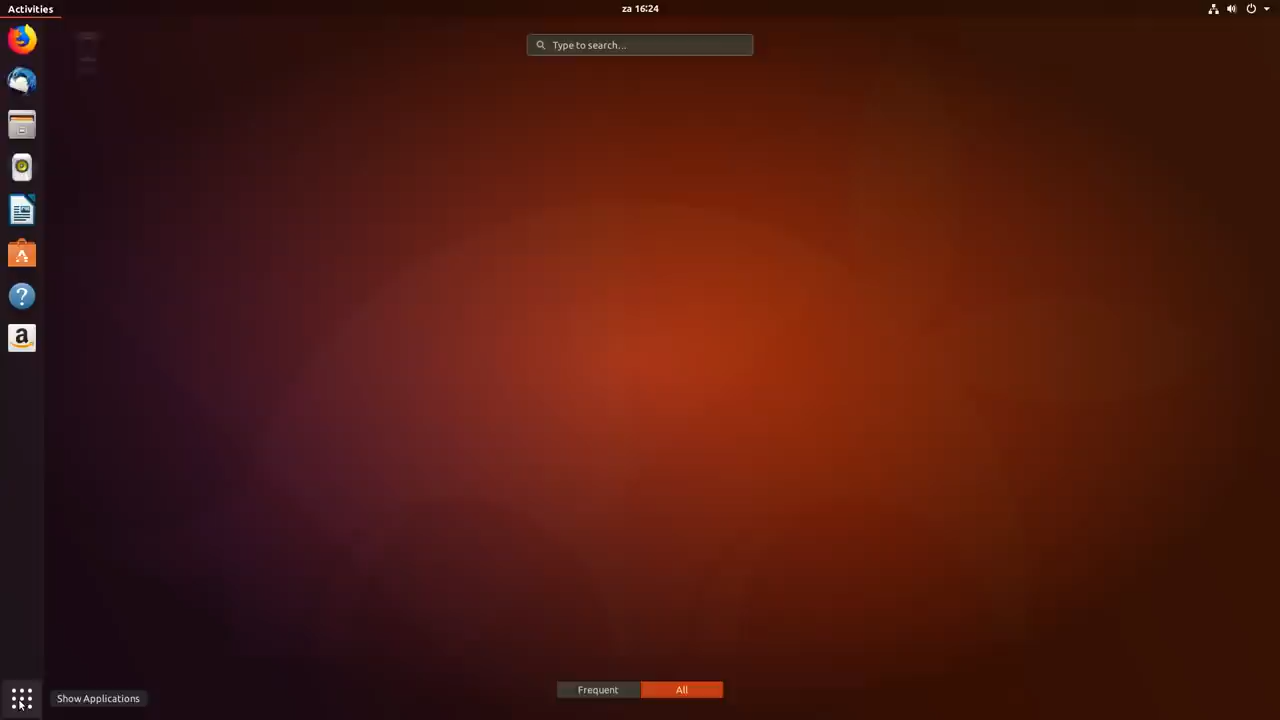 Activities
za 16:24
Type to search...
Show Applications
Frequent
All